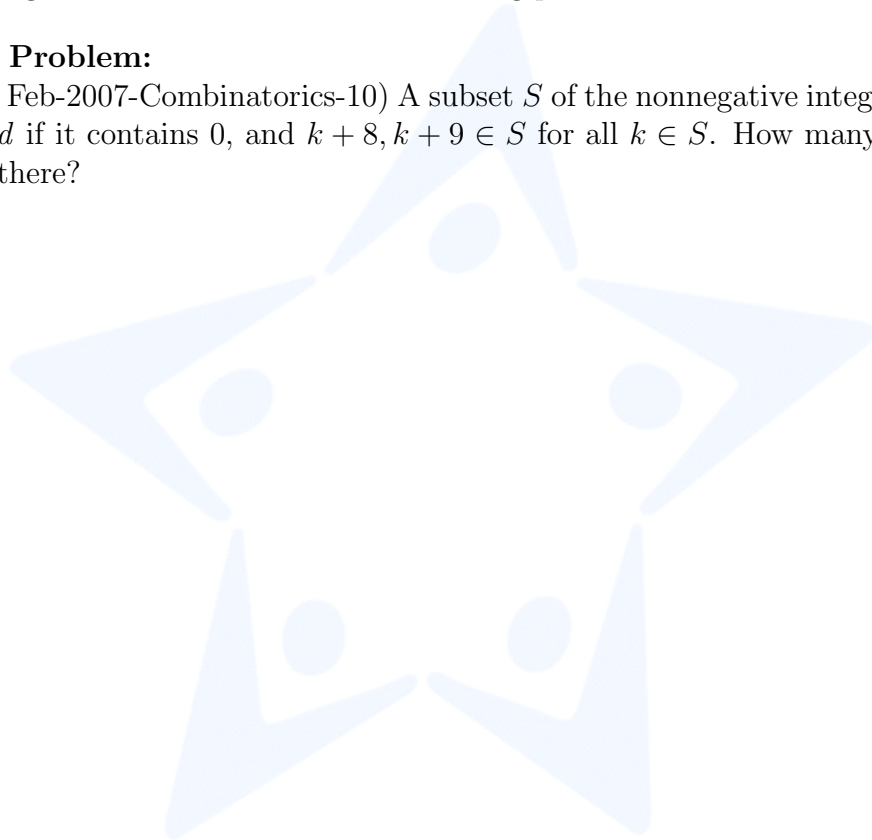 Problem:
Feb-2007-Combinatorics-10) A subset S of the nonnegative integ
d if it contains 0, and k + 8, k + 9 ∈ S for all k ∈ S. How many
there?